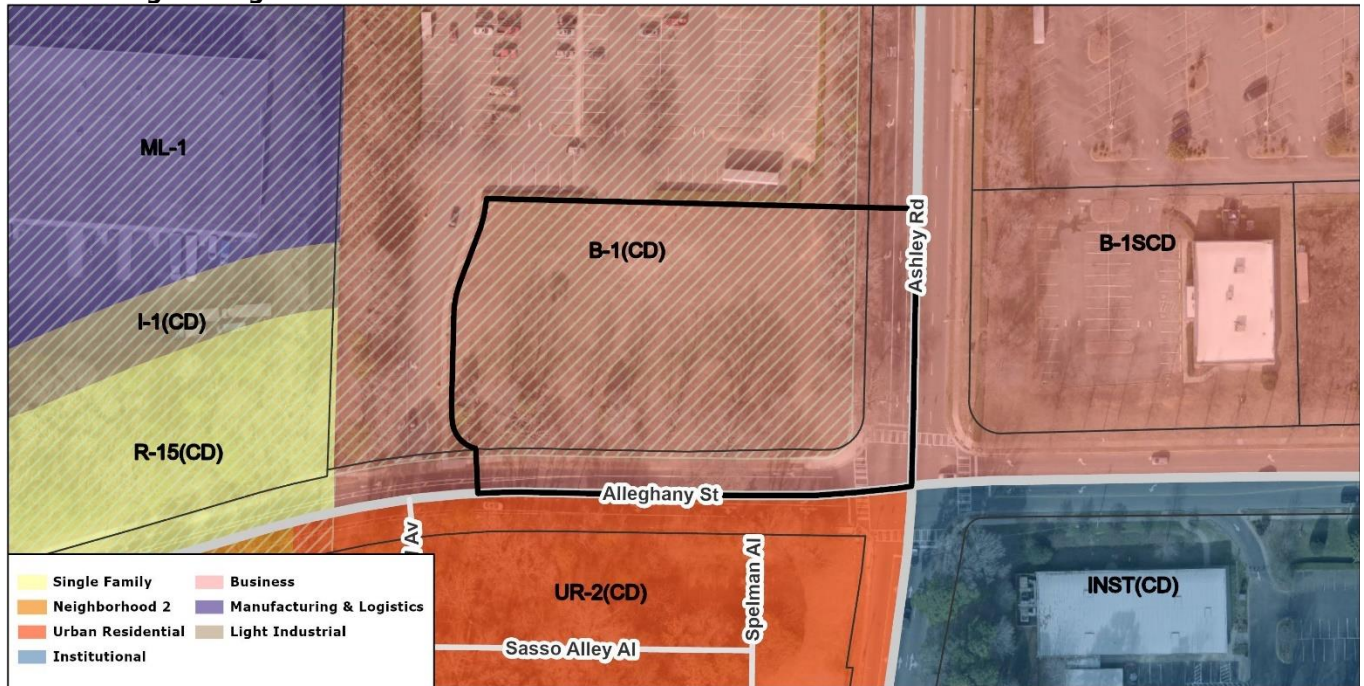 ML-1
B-1(CD)
Ashley Rd
B-1SCD
I-1(CD)
R-15(CD)
Alleghany St
Av
UR-2(CD)
Spelman Al
INST(CD)
Sasso Alley Al
Single Family
Business
Neighborhood 2
Manufacturing & Logistics
Urban Residential
Light Industrial
Institutional